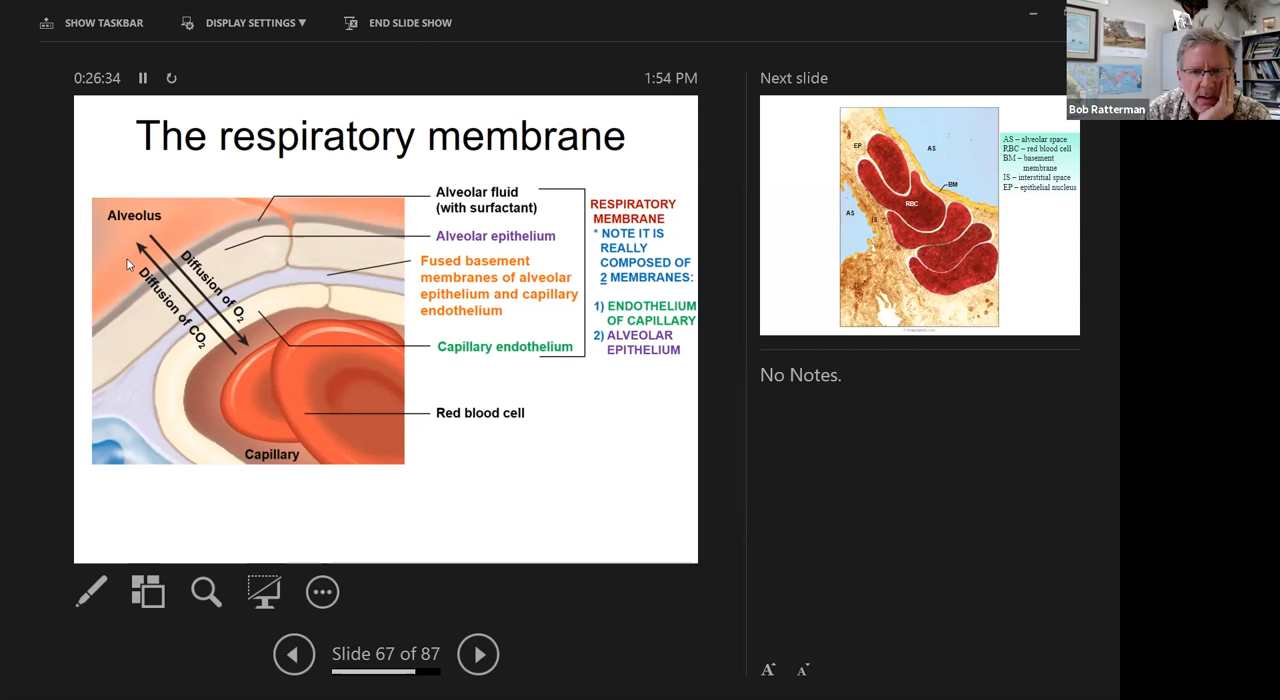 SHOW TASKBAR
DISPLAY SETTINGS ▼
END SLIDE SHOW
0:26:34
1:54 PM
The respiratory membrane
Alveolus
Diffusion of O2
Diffusion of CO2
Capillary
Alveolar fluid
(with surfactant)
Alveolar epithelium
Fused basement
membranes of alveolar
epithelium and capillary
endothelium
Capillary endothelium
Red blood cell
RESPIRATORY
MEMBRANE
* NOTE IT IS
REALLY
COMPOSED OF
2 MEMBRANES:
1) ENDOTHELIUM
OF CAPILLARY
2) ALVEOLAR
EPITHELIUM
Slide 67 of 87
Next slide
EP
AS
BM
RBC
AS
IS
AS – alveolar space
RBC – red blood cell
BM – basement
membrane
IS – interstitial space
EP – epithelial nucleus
No Notes.
A
A
Bob Ratterman